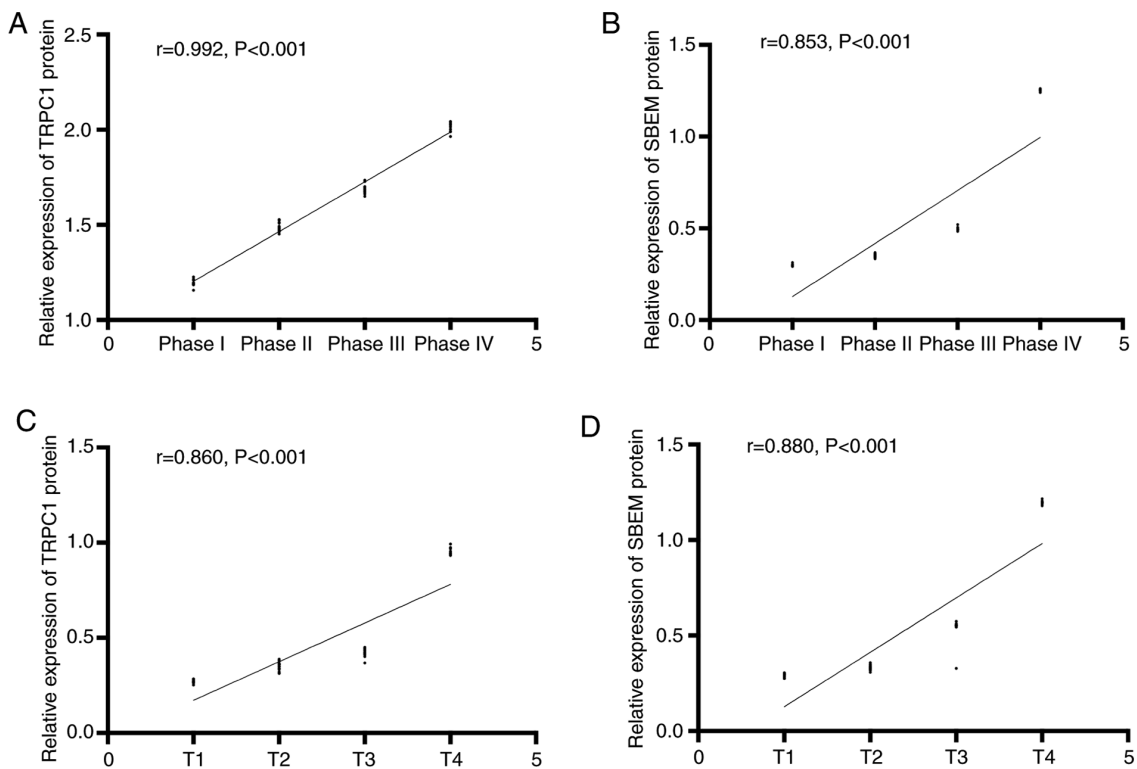 A
r=0.992, P<0.001
Relative expression of TRPC1 protein
2.5
2.0
1.5
1.0
0 Phase I Phase II Phase III Phase IV 5
B
r=0.853, P<0.001
Relative expression of SBEM protein
1.5
1.0
0.5
0.0
0 Phase I Phase II Phase III Phase IV 5
C
r=0.860, P<0.001
Relative expression of TRPC1 protein
1.5
1.0
0.5
0.0
0 T1 T2 T3 T4 5
D
r=0.880, P<0.001
Relative expression of SBEM protein
1.5
1.0
0.5
0.0
0 T1 T2 T3 T4 5